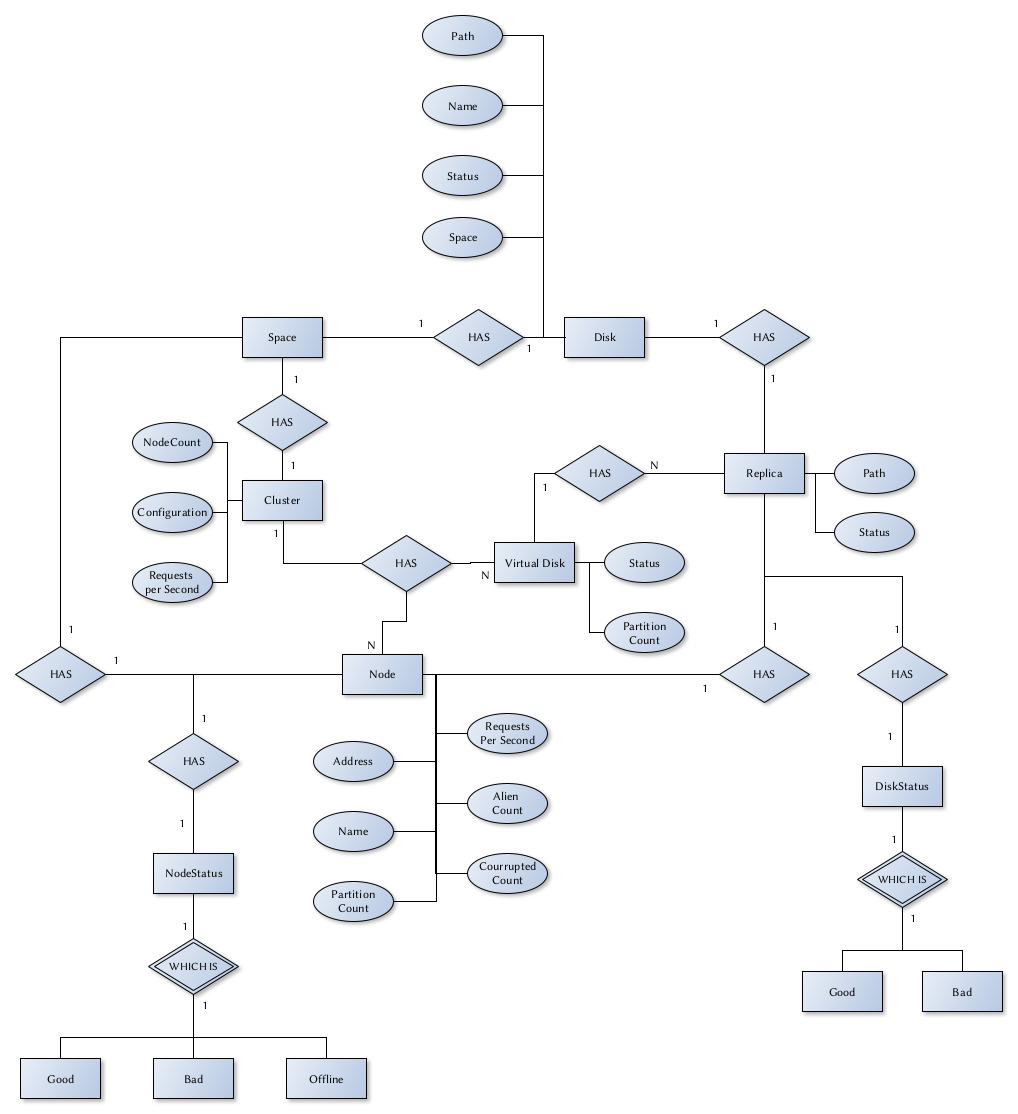 Path
Name
Status
Space
1
1
1
Space
HAS
Disk
HAS
1
1
HAS
NodeCount
1
HAS
N
Replica
Path
1
Cluster
Configuration
1
Status
HAS
Virtual Disk
Status
N
Requests
per Second
1
1
1
Partition
Count
N
1
HAS
Node
HAS
HAS
1
1
Requests
Per Second
1
HAS
Address
DiskStatus
Alien
Count
1
Name
1
NodeStatus
Courrupted
Count
WHICH IS
Partition
Count
1
1
WHICH IS
Good
Bad
1
Good
Bad
Offline